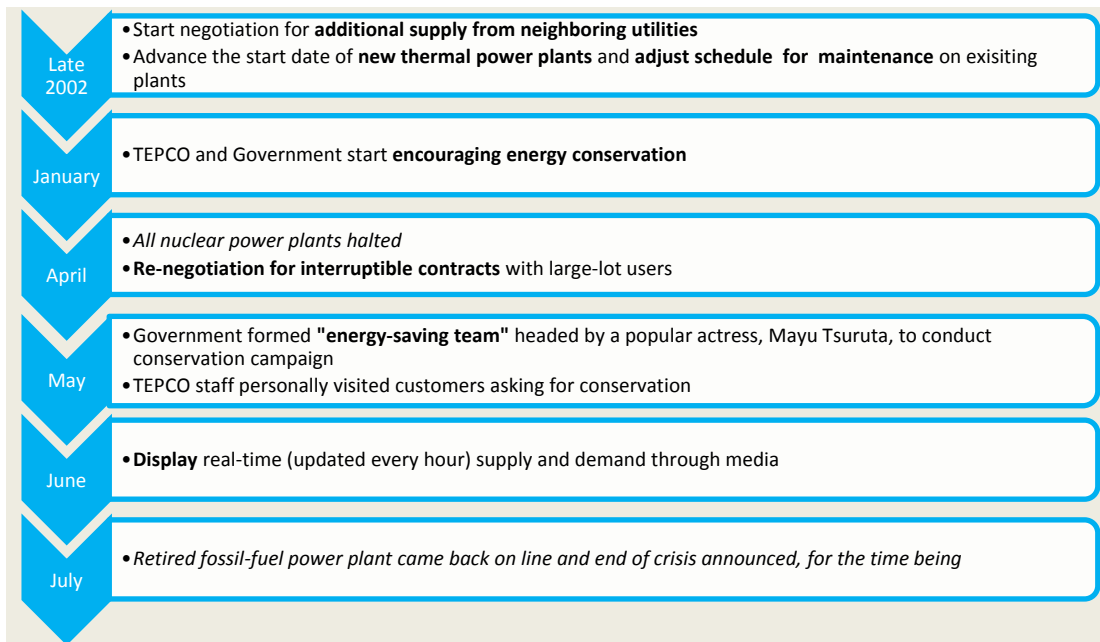 Late
2002
•Start negotiation for additional supply from neighboring utilities
•Advance the start date of new thermal power plants and adjust schedule for maintenance on exisiting
plants
January
•TEPCO and Government start encouraging energy conservation
April
•All nuclear power plants halted
•Re-negotiation for interruptible contracts with large-lot users
May
•Government formed "energy-saving team" headed by a popular actress, Mayu Tsuruta, to conduct
conservation campaign
•TEPCO staff personally visited customers asking for conservation
June
•Display real-time (updated every hour) supply and demand through media
July
•Retired fossil-fuel power plant came back on line and end of crisis announced, for the time being